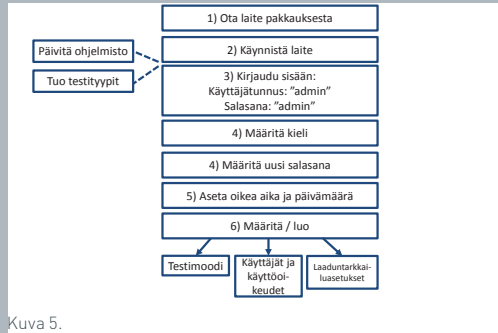 1) Ota laite pakkauksesta
Päivitä ohjelmisto
2) Käynnistä laite
Tuo testityypit
3) Kirjaudu sisään:
Käyttäjätunnus: ”admin”
Salasana: ”admin”
4) Määritä kieli
4) Määritä uusi salasana
5) Aseta oikea aika ja päivämäärä
6) Määritä / luo
Testimoodi
Käyttäjät ja
käyttöoi-
keudet
Laaduntarkkai-
luasetukset
Kuva 5.